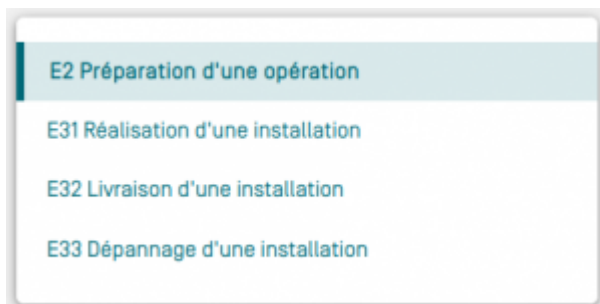 E2 Préparation d'une opération
E31 Réalisation d'une installation
E32 Livraison d'une installation
E33 Dépannage d'une installation